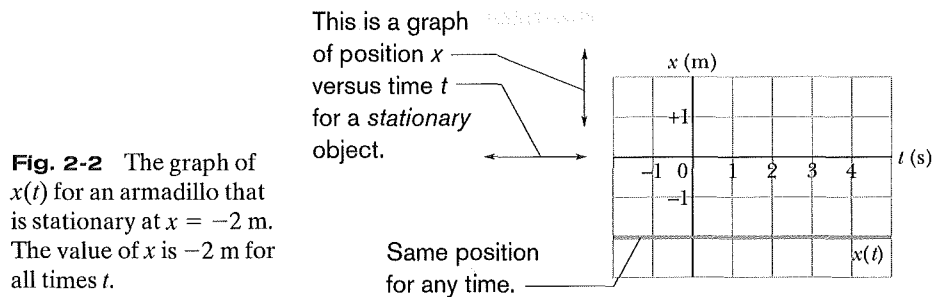 This is a graph
of position x
versus time t
for a stationary
object.
Fig. 2-2 The graph of
x(t) for an armadillo that
is stationary at x = −2 m.
The value of x is −2 m for
all times t.
x (m)
+1
t (s)
−1 0 1 2 3 4
−1
x(t)
Same position
for any time.